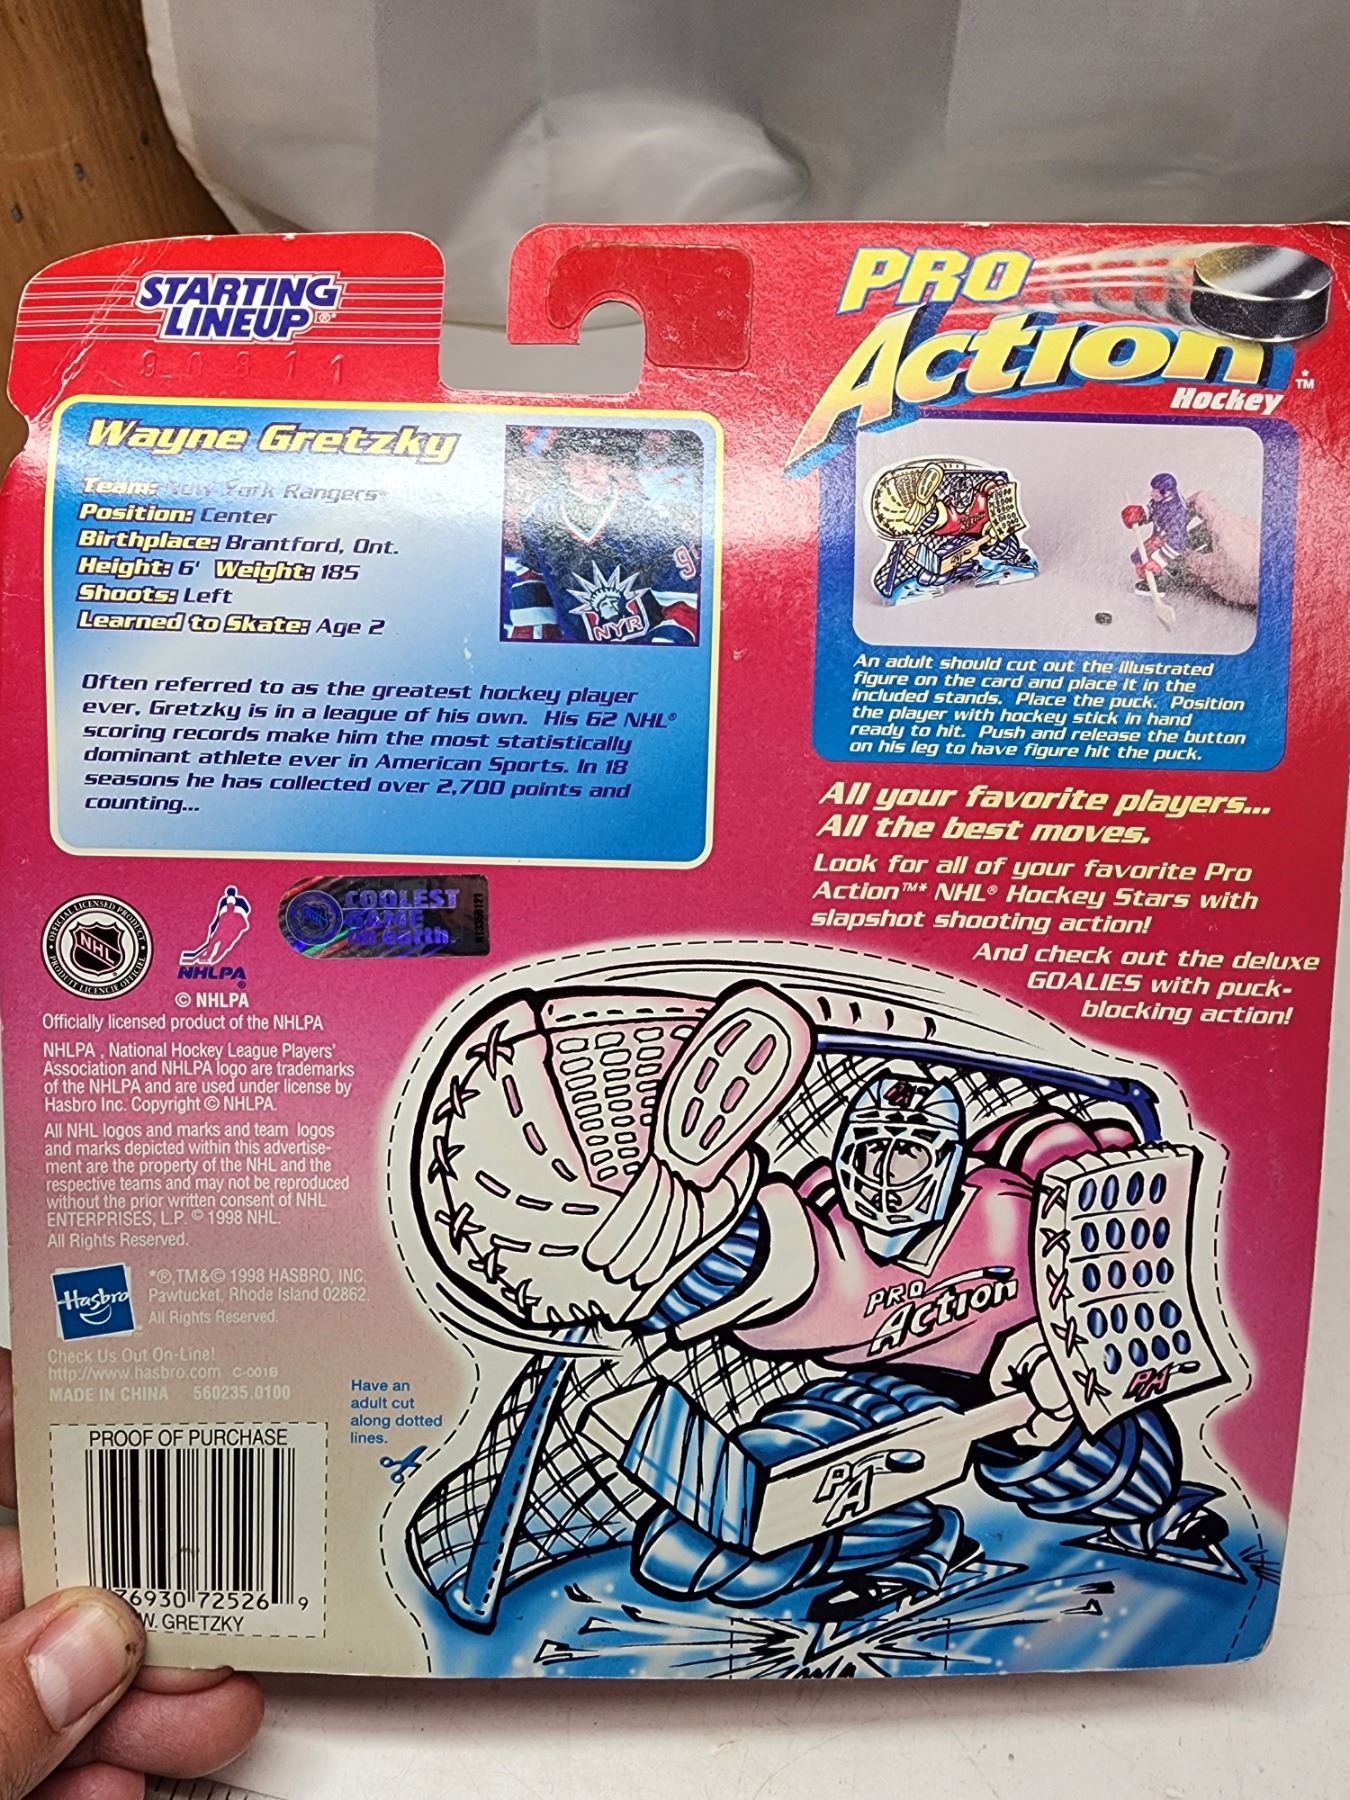 STARTING
LINEUP®*
90311
Wayne Gretzky
Team: New York Rangers®
Position: Center
Birthplace: Brantford, Ont.
Height: 6' Weight: 185
Shoots: Left
Learned to Skate: Age 2
NYR
Often referred to as the greatest hockey player
ever, Gretzky is in a league of his own. His 62 NHL®
scoring records make him the most statistically
dominant athlete ever in American Sports. In 18
seasons he has collected over 2,700 points and
counting...
PRO
Action
Hockey
™*
An adult should cut out the illustrated
figure on the card and place it in the
included stands. Place the puck. Position
the player with hockey stick in hand
ready to hit. Push and release the button
on his leg to have figure hit the puck.
All your favorite players...
All the best moves.
Look for all of your favorite Pro
Action™* NHL® Hockey Stars with
slapshot shooting action!
And check out the deluxe
GOALIES with puck-
blocking action!
OFFICIAL LICENSED PRODUCT
NHL
PRODUIT LICENCIÉ OFFICIEL
NHLPA®
© NHLPA
NHL
COOLEST
GAME
on earth
Officially licensed product of the NHLPA
NHLPA , National Hockey League Players'
Association and NHLPA logo are trademarks
of the NHLPA and are used under license by
Hasbro Inc. Copyright © NHLPA.
All NHL logos and marks and team logos
and marks depicted within this advertise-
ment are the property of the NHL and the
respective teams and may not be reproduced
without the prior written consent of NHL
ENTERPRISES, L.P. © 1998 NHL.
All Rights Reserved.
Hasbro
*®,TM&© 1998 HASBRO, INC.
Pawtucket, Rhode Island 02862.
All Rights Reserved.
Check Us Out On-Line!
http://www.hasbro.com C-001B
MADE IN CHINA 560235.0100
Have an
adult cut
along dotted
lines.
PROOF OF PURCHASE
76930 72526 9
W. GRETZKY
PRO
Action
PA
PA